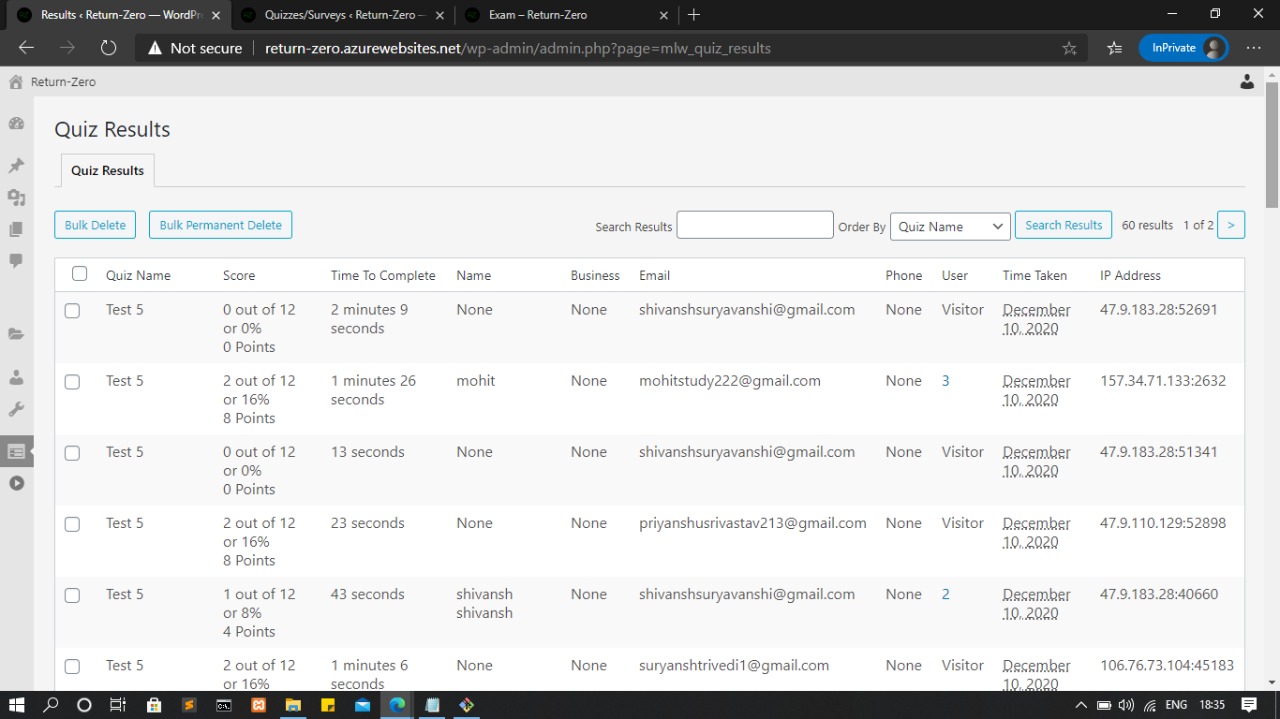 Results ‹ Return-Zero — WordPr
Quizzes/Surveys ‹ Return-Zero —
Exam – Return-Zero
Not secure
return-zero.azurewebsites.net/wp-admin/admin.php?page=mlw_quiz_results
InPrivate
Return-Zero
Quiz Results
Quiz Results
Bulk Delete
Bulk Permanent Delete
Search Results
Order By
Quiz Name
Search Results
60 results
1 of 2
>
Quiz Name Score Time To Complete Name Business Email Phone User Time Taken IP Address
Test 5 0 out of 12 2 minutes 9 None None shivanshsuryavanshi@gmail.com None Visitor December 47.9.183.28:52691
or 0% seconds 10, 2020
0 Points
Test 5 2 out of 12 1 minutes 26 mohit None mohitstudy222@gmail.com None 3 December 157.34.71.133:2632
or 16% seconds 10, 2020
8 Points
Test 5 0 out of 12 13 seconds None None shivanshsuryavanshi@gmail.com None Visitor December 47.9.183.28:51341
or 0% 10, 2020
0 Points
Test 5 2 out of 12 23 seconds None None priyanshusrivastav213@gmail.com None Visitor December 47.9.110.129:52898
or 16% 10, 2020
8 Points
Test 5 1 out of 12 43 seconds shivansh None shivanshsuryavanshi@gmail.com None 2 December 47.9.183.28:40660
or 8% shivansh 10, 2020
4 Points
Test 5 2 out of 12 1 minutes 6 None None suryanshtrivedi1@gmail.com None Visitor December 106.76.73.104:45183
or 16% seconds 10, 2020
ENG 18:35